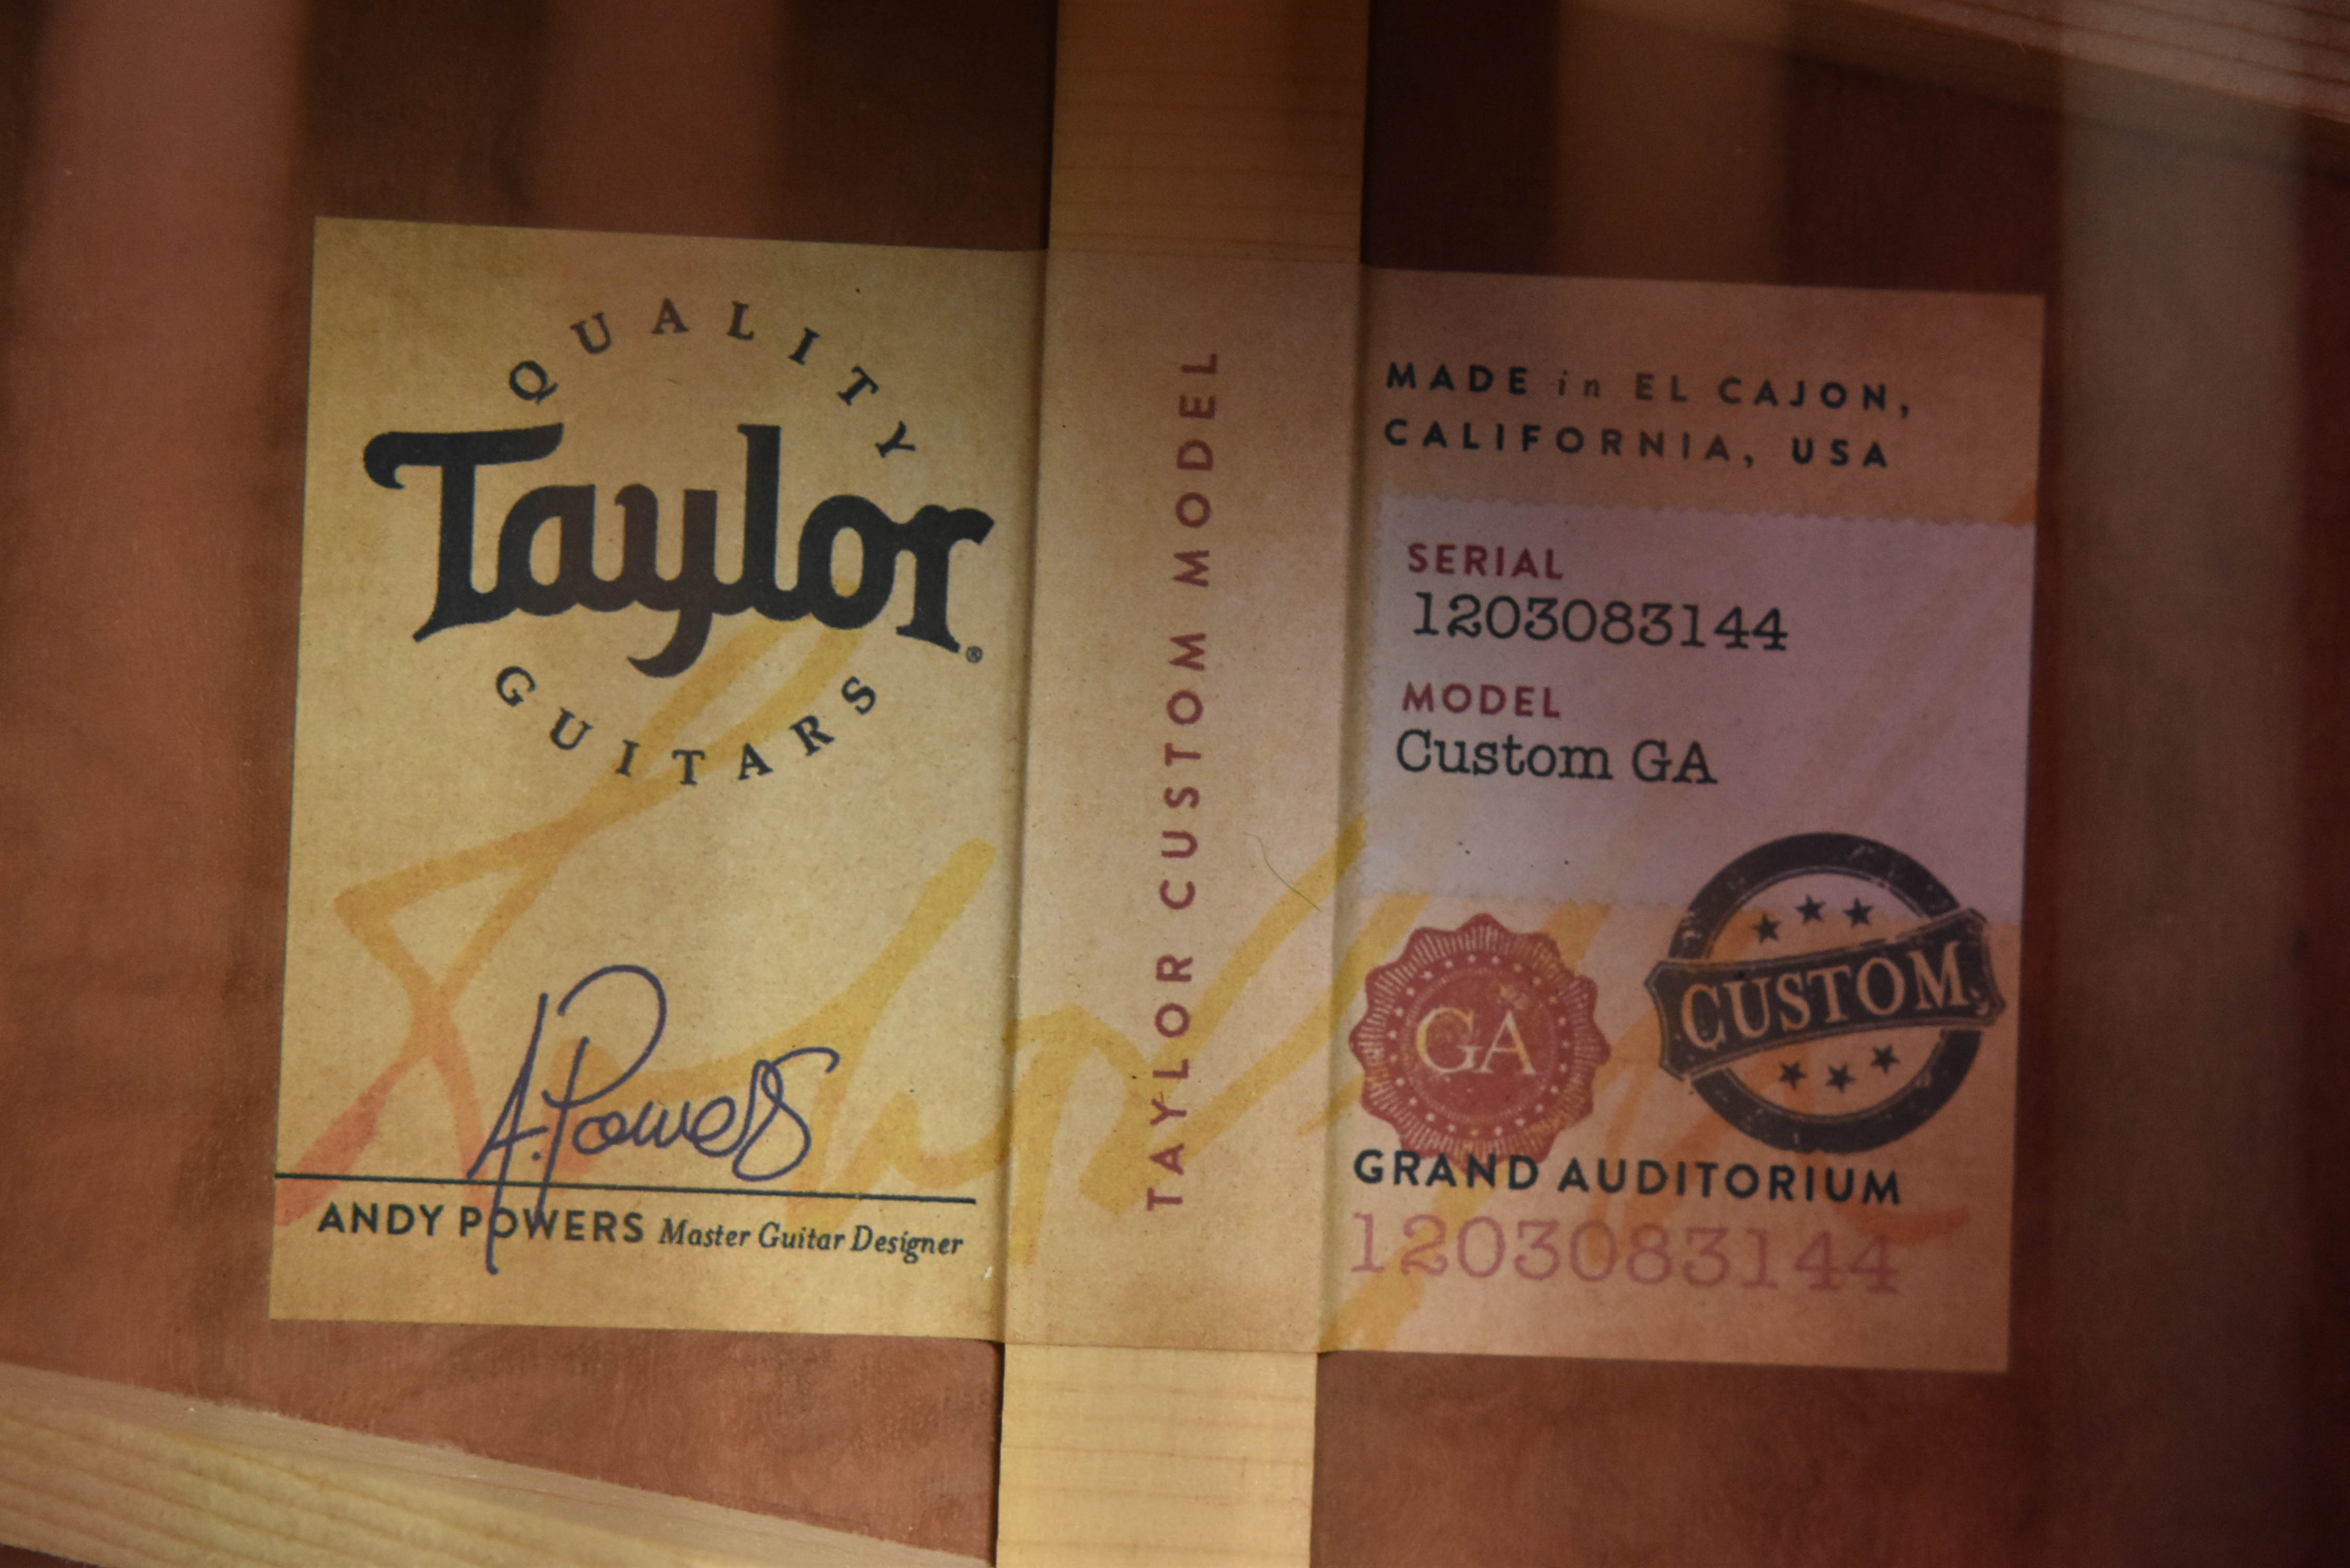 QUALITY
Taylor®
GUITARS
A. Powers
ANDY POWERS Master Guitar Designer
TAYLOR CUSTOM MODEL
MADE in EL CAJON,
CALIFORNIA, USA
SERIAL
1203083144
MODEL
Custom GA
GA
CUSTOM
GRAND AUDITORIUM
1203083144